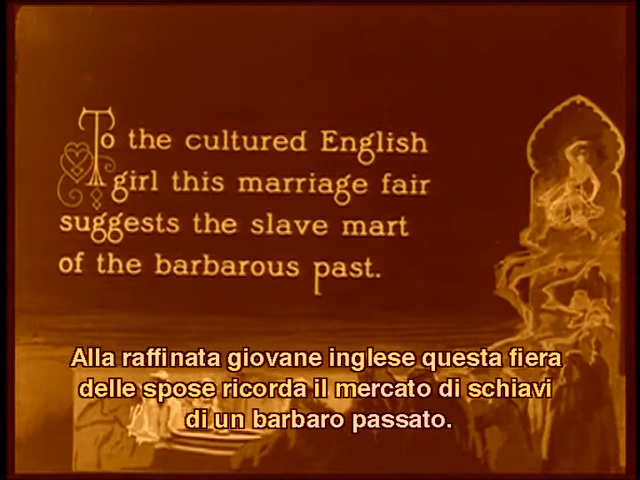 To the cultured English
girl this marriage fair
suggests the slave mart
of the barbarous past.
Alla raffinata giovane inglese questa fiera
delle spose ricorda il mercato di schiavi
di un barbaro passato.